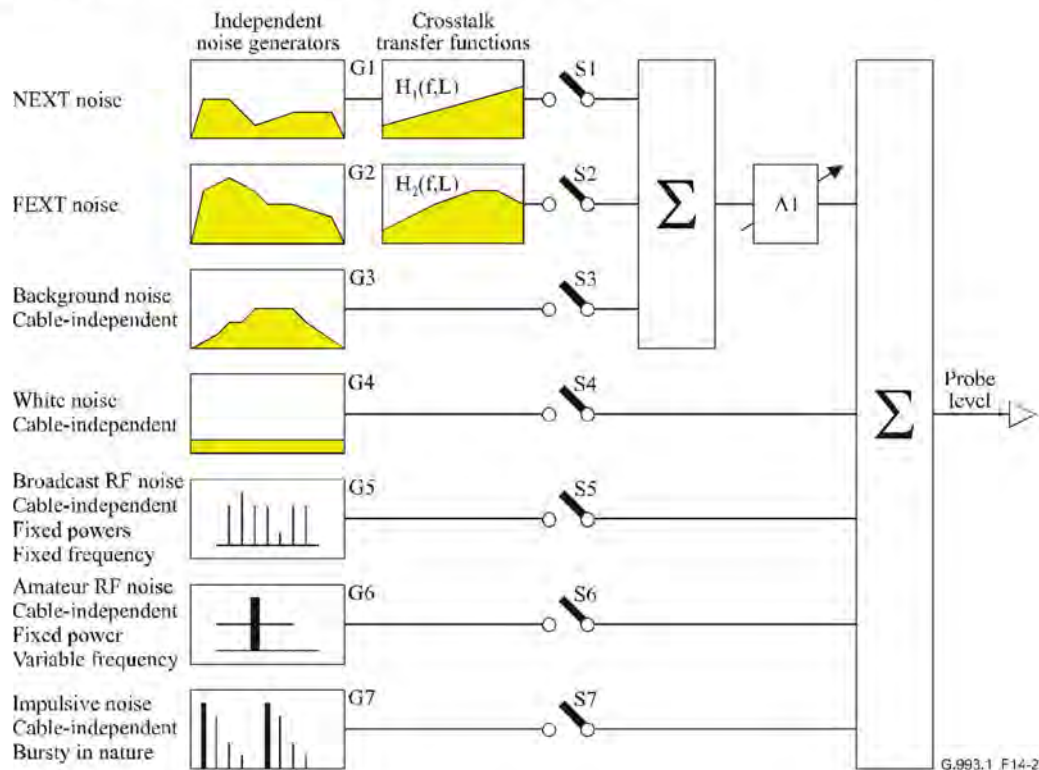 Independent
noise generators
Crosstalk
transfer functions
NEXT noise
G1
H1(f,L)
S1
FEXT noise
G2
H2(f,L)
S2
Σ
A1
Background noise
Cable-independent
G3
S3
White noise
Cable-independent
G4
S4
Σ
Probe
level
Broadcast RF noise
Cable-independent
Fixed powers
Fixed frequency
G5
S5
Amateur RF noise
Cable-independent
Fixed power
Variable frequency
G6
S6
Impulsive noise
Cable-independent
Bursty in nature
G7
S7
G.993.1_F14-2